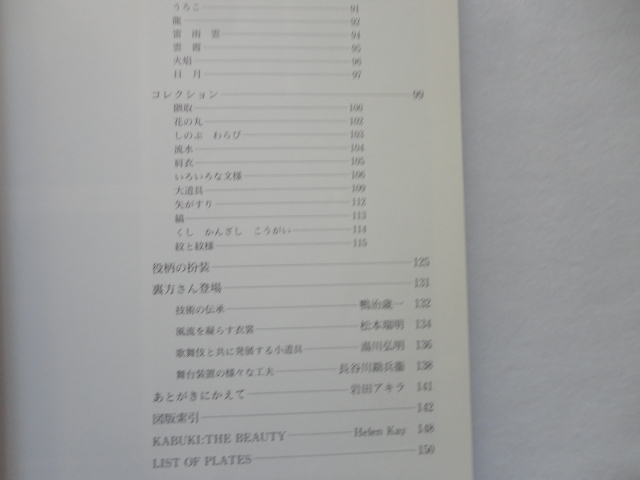 うろこ 91
龍 92
雷 雨 雲 94
雲 霞 95
火焔 96
日 月 97
コレクション 99
隈取 100
花の丸 102
しのぶ わらび 103
流水 104
肩衣 105
いろいろな文様 106
大道具 109
矢がすり 112
縞 113
くし かんざし こうがい 114
紋と紋様 115
役柄の扮装 125
裏方さん登場 131
技術の伝承 鴨治歳一 132
風流を凝らす衣裳 松本瑞明 134
歌舞伎と共に発展する小道具 湯川弘明 136
舞台装置の様々な工夫 長谷川勘兵衛 138
あとがきにかえて 岩田アキラ 141
図版索引 142
KABUKI:THE BEAUTY Helen Kay 148
LIST OF PLATES 150